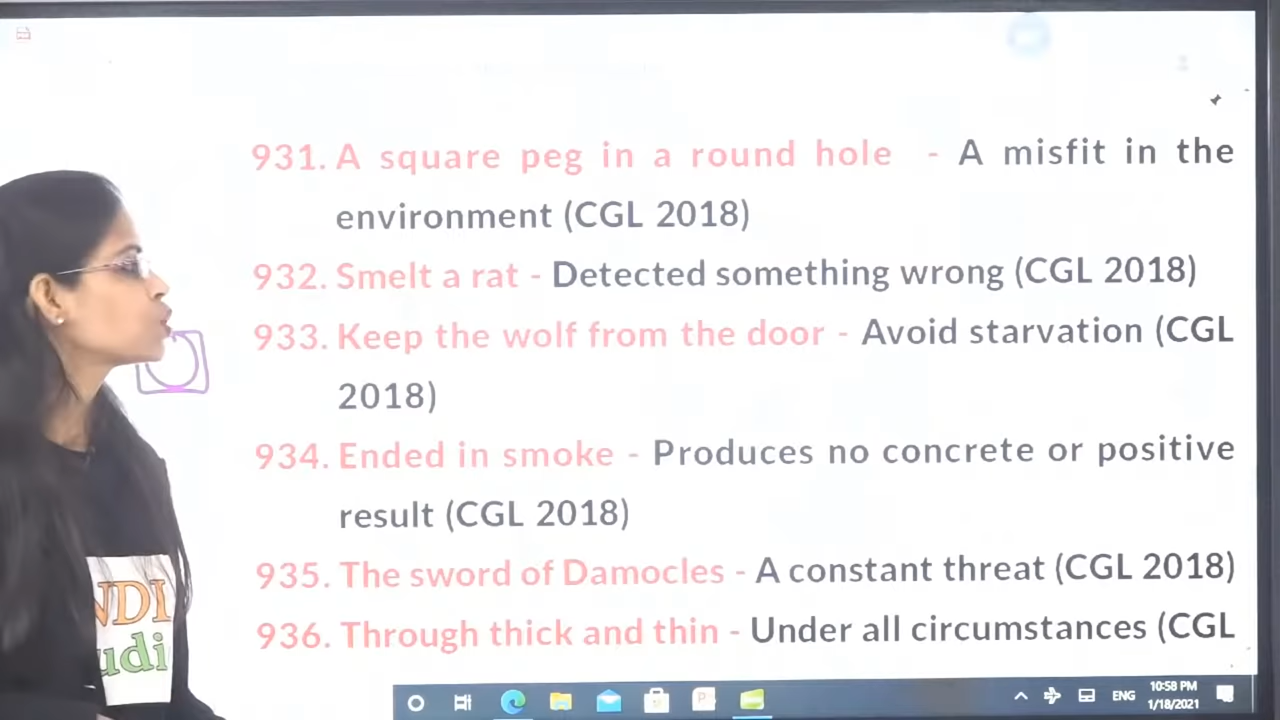 931. A square peg in a round hole - A misfit in the
environment (CGL 2018)
932. Smelt a rat - Detected something wrong (CGL 2018)
933. Keep the wolf from the door - Avoid starvation (CGL
2018)
934. Ended in smoke - Produces no concrete or positive
result (CGL 2018)
935. The sword of Damocles - A constant threat (CGL 2018)
936. Through thick and thin - Under all circumstances (CGL
NDI
udi
ENG
10:58 PM
1/18/2021